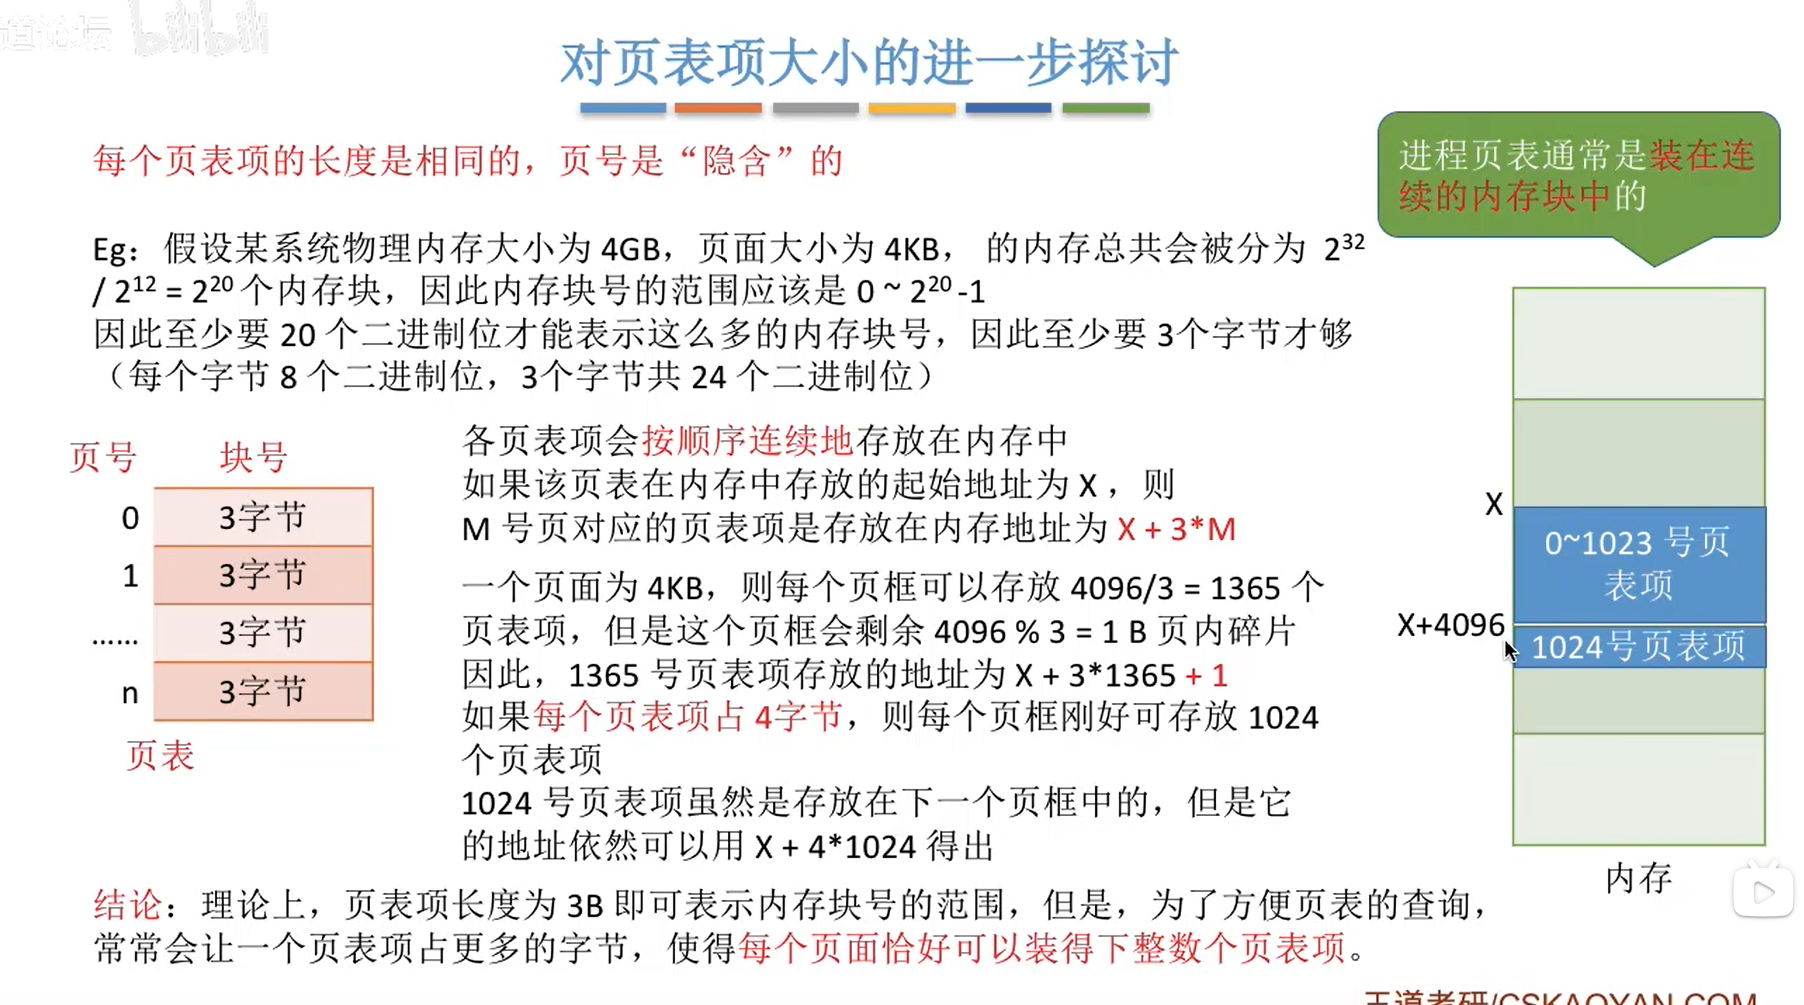 道论坛 bilibili
对页表项大小的进一步探讨
每个页表项的长度是相同的，页号是“隐含”的
进程页表通常是装在连
续的内存块中的
Eg：假设某系统物理内存大小为 4GB，页面大小为 4KB， 的内存总共会被分为 2³²
/ 2¹² = 2²⁰ 个内存块，因此内存块号的范围应该是 0 ~ 2²⁰ -1
因此至少要 20 个二进制位才能表示这么多的内存块号，因此至少要 3个字节才够
（每个字节 8 个二进制位，3个字节共 24 个二进制位）
页号 块号
0 3字节
1 3字节
…… 3字节
n 3字节
页表
各页表项会按顺序连续地存放在内存中
如果该页表在内存中存放的起始地址为 X ，则
M 号页对应的页表项是存放在内存地址为 X + 3*M
一个页面为 4KB，则每个页框可以存放 4096/3 = 1365 个
页表项，但是这个页框会剩余 4096 % 3 = 1 B 页内碎片
因此，1365 号页表项存放的地址为 X + 3*1365 + 1
如果每个页表项占 4字节，则每个页框刚好可存放 1024
个页表项
1024 号页表项虽然是存放在下一个页框中的，但是它
的地址依然可以用 X + 4*1024 得出
X
0~1023 号页
表项
X+4096
1024号页表项
内存
结论：理论上，页表项长度为 3B 即可表示内存块号的范围，但是，为了方便页表的查询，
常常会让一个页表项占更多的字节，使得每个页面恰好可以装得下整数个页表项。
王道考研/CSKAOYAN.COM